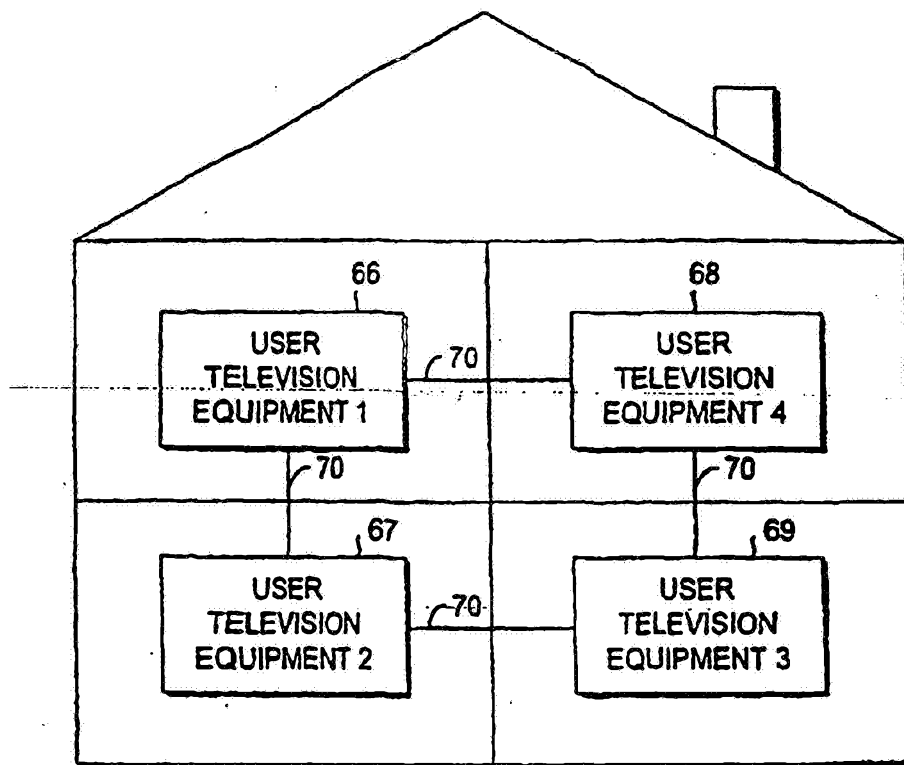 66
USER
TELEVISION
EQUIPMENT 1
70
68
USER
TELEVISION
EQUIPMENT 4
70
70
67
USER
TELEVISION
EQUIPMENT 2
70
69
USER
TELEVISION
EQUIPMENT 3